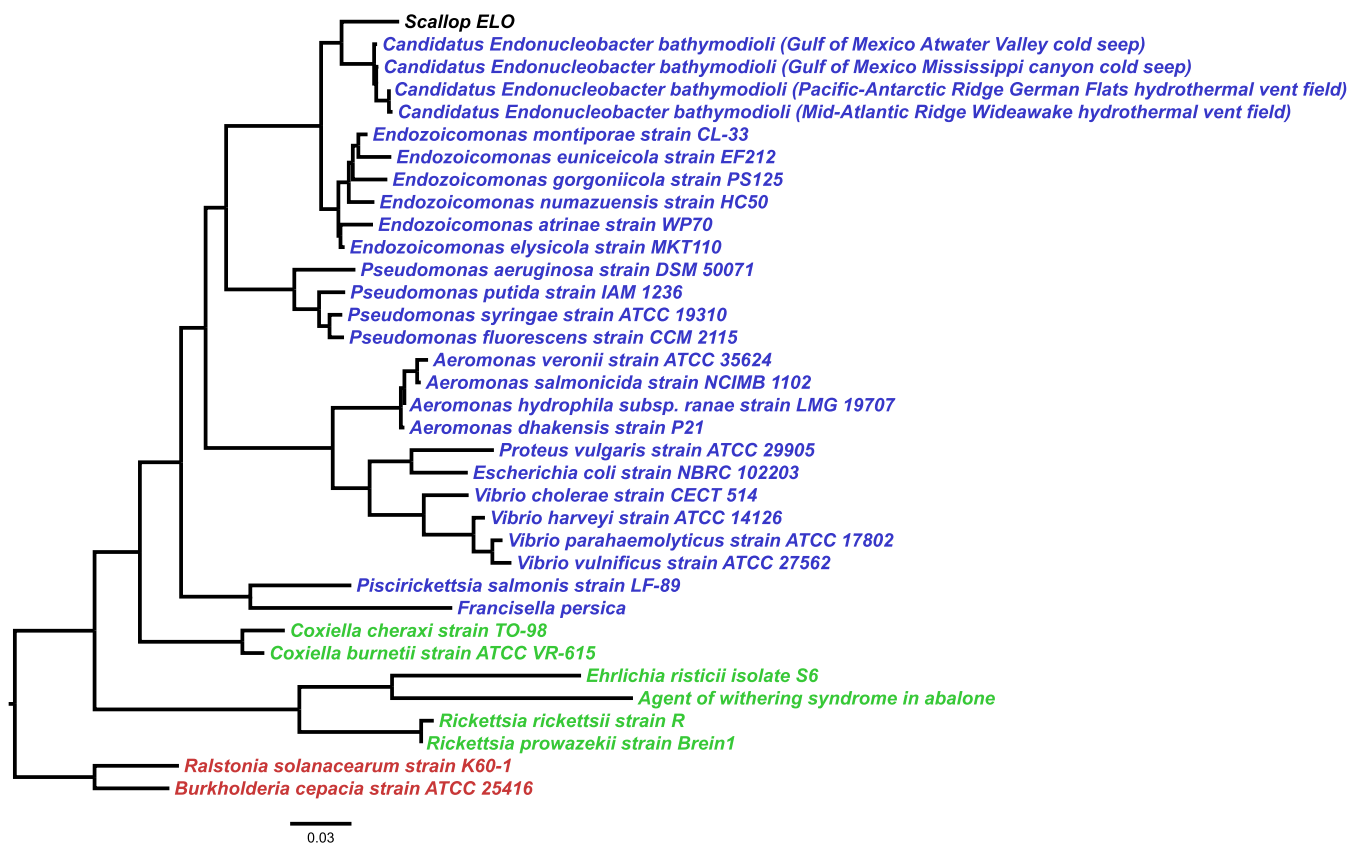 Scallop ELO
Candidatus Endonucleobacter bathymodioli (Gulf of Mexico Atwater Valley cold seep)
Candidatus Endonucleobacter bathymodioli (Gulf of Mexico Mississippi canyon cold seep)
Candidatus Endonucleobacter bathymodioli (Pacific-Antarctic Ridge German Flats hydrothermal vent field)
Candidatus Endonucleobacter bathymodioli (Mid-Atlantic Ridge Wideawake hydrothermal vent field)
Endozoicomonas montiporae strain CL-33
Endozoicomonas euniceicola strain EF212
Endozoicomonas gorgoniicola strain PS125
Endozoicomonas numazuensis strain HC50
Endozoicomonas atrinae strain WP70
Endozoicomonas elysicola strain MKT110
Pseudomonas aeruginosa strain DSM 50071
Pseudomonas putida strain IAM 1236
Pseudomonas syringae strain ATCC 19310
Pseudomonas fluorescens strain CCM 2115
Aeromonas veronii strain ATCC 35624
Aeromonas salmonicida strain NCIMB 1102
Aeromonas hydrophila subsp. ranae strain LMG 19707
Aeromonas dhakensis strain P21
Proteus vulgaris strain ATCC 29905
Escherichia coli strain NBRC 102203
Vibrio cholerae strain CECT 514
Vibrio harveyi strain ATCC 14126
Vibrio parahaemolyticus strain ATCC 17802
Vibrio vulnificus strain ATCC 27562
Piscirickettsia salmonis strain LF-89
Francisella persica
Coxiella cheraxi strain TO-98
Coxiella burnetii strain ATCC VR-615
Ehrlichia risticii isolate S6
Agent of withering syndrome in abalone
Rickettsia rickettsii strain R
Rickettsia prowazekii strain Brein1
Ralstonia solanacearum strain K60-1
Burkholderia cepacia strain ATCC 25416
0.03